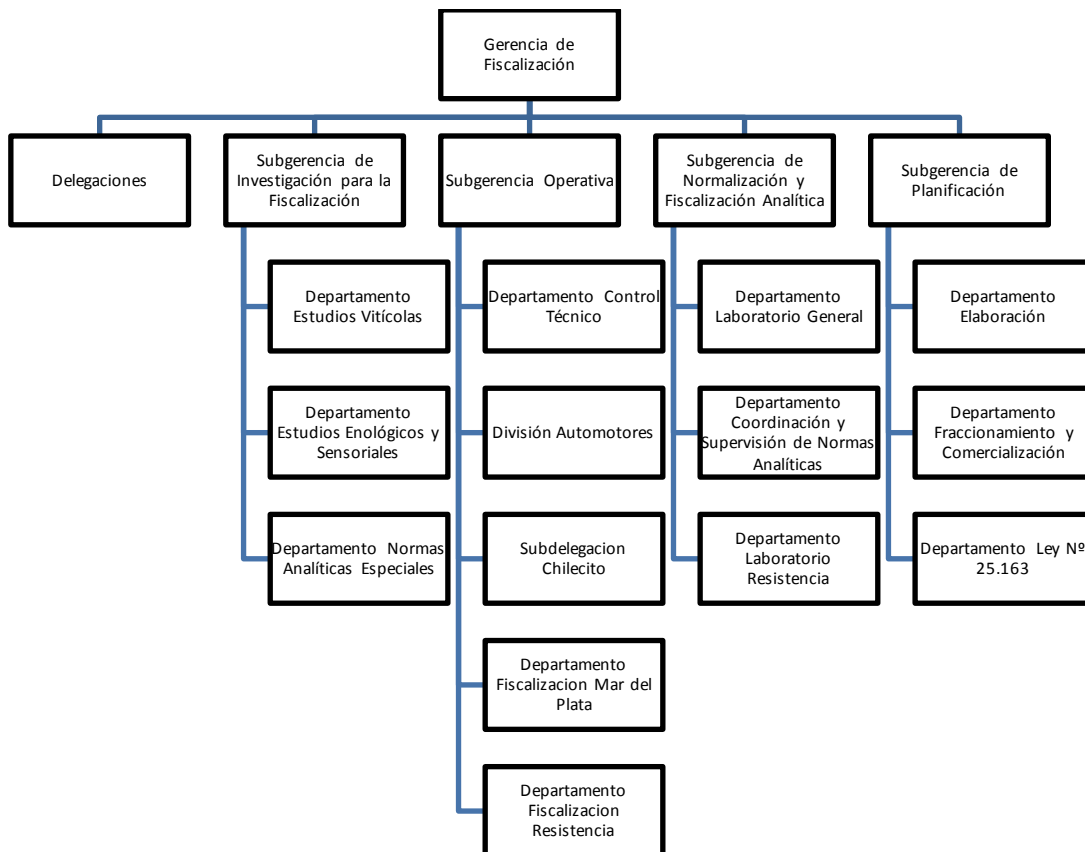 Gerencia de
Fiscalización
Delegaciones
Subgerencia de
Investigación para la
Fiscalización
Subgerencia Operativa
Subgerencia de
Normalización y
Fiscalización Analítica
Subgerencia de
Planificación
Departamento
Estudios Vitícolas
Departamento
Estudios Enológicos y
Sensoriales
Departamento Normas
Analíticas Especiales
Departamento Control
Técnico
División Automotores
Subdelegacion
Chilecito
Departamento
Fiscalizacion Mar del
Plata
Departamento
Fiscalizacion
Resistencia
Departamento
Laboratorio General
Departamento
Coordinación y
Supervisión de Normas
Analíticas
Departamento
Laboratorio
Resistencia
Departamento
Elaboración
Departamento
Fraccionamiento y
Comercialización
Departamento Ley Nº
25.163